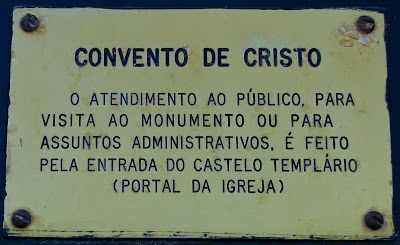 CONVENTO DE CRISTO
O ATENDIMENTO AO PÚBLICO, PARA
VISITA AO MONUMENTO OU PARA
ASSUNTOS ADMINISTRATIVOS, É FEITO
PELA ENTRADA DO CASTELO TEMPLÁRIO
(PORTAL DA IGREJA)